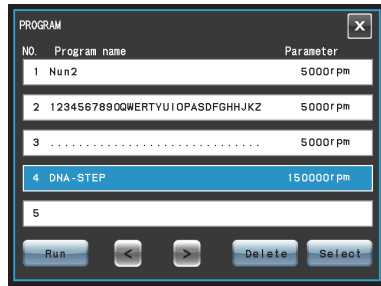 PROGRAM X
NO. Program name Parameter
1 Nun2 5000rpm
2 1234567890QWERTYUIOPASDFGHHJKZ 5000rpm
3 .............................. 5000rpm
4 DNA-STEP 150000rpm
5
Run < > Delete Select